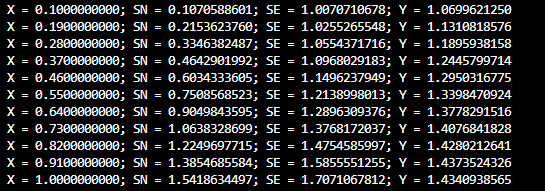 X = 0.1000000000; SN = 0.1070588601; SE = 1.0070710678; Y = 1.0699621250
X = 0.1900000000; SN = 0.2153623760; SE = 1.0255265548; Y = 1.1310818576
X = 0.2800000000; SN = 0.3346382487; SE = 1.0554371716; Y = 1.1895938158
X = 0.3700000000; SN = 0.4642901992; SE = 1.0968029183; Y = 1.2445799714
X = 0.4600000000; SN = 0.6034333605; SE = 1.1496237949; Y = 1.2950316775
X = 0.5500000000; SN = 0.7508568523; SE = 1.2138998013; Y = 1.3398470924
X = 0.6400000000; SN = 0.9049843595; SE = 1.2896309376; Y = 1.3778291516
X = 0.7300000000; SN = 1.0638328699; SE = 1.3768172037; Y = 1.4076841828
X = 0.8200000000; SN = 1.2249697715; SE = 1.4754585997; Y = 1.4280212641
X = 0.9100000000; SN = 1.3854685584; SE = 1.5855551255; Y = 1.4373524326
X = 1.0000000000; SN = 1.5418634497; SE = 1.7071067812; Y = 1.4340938565